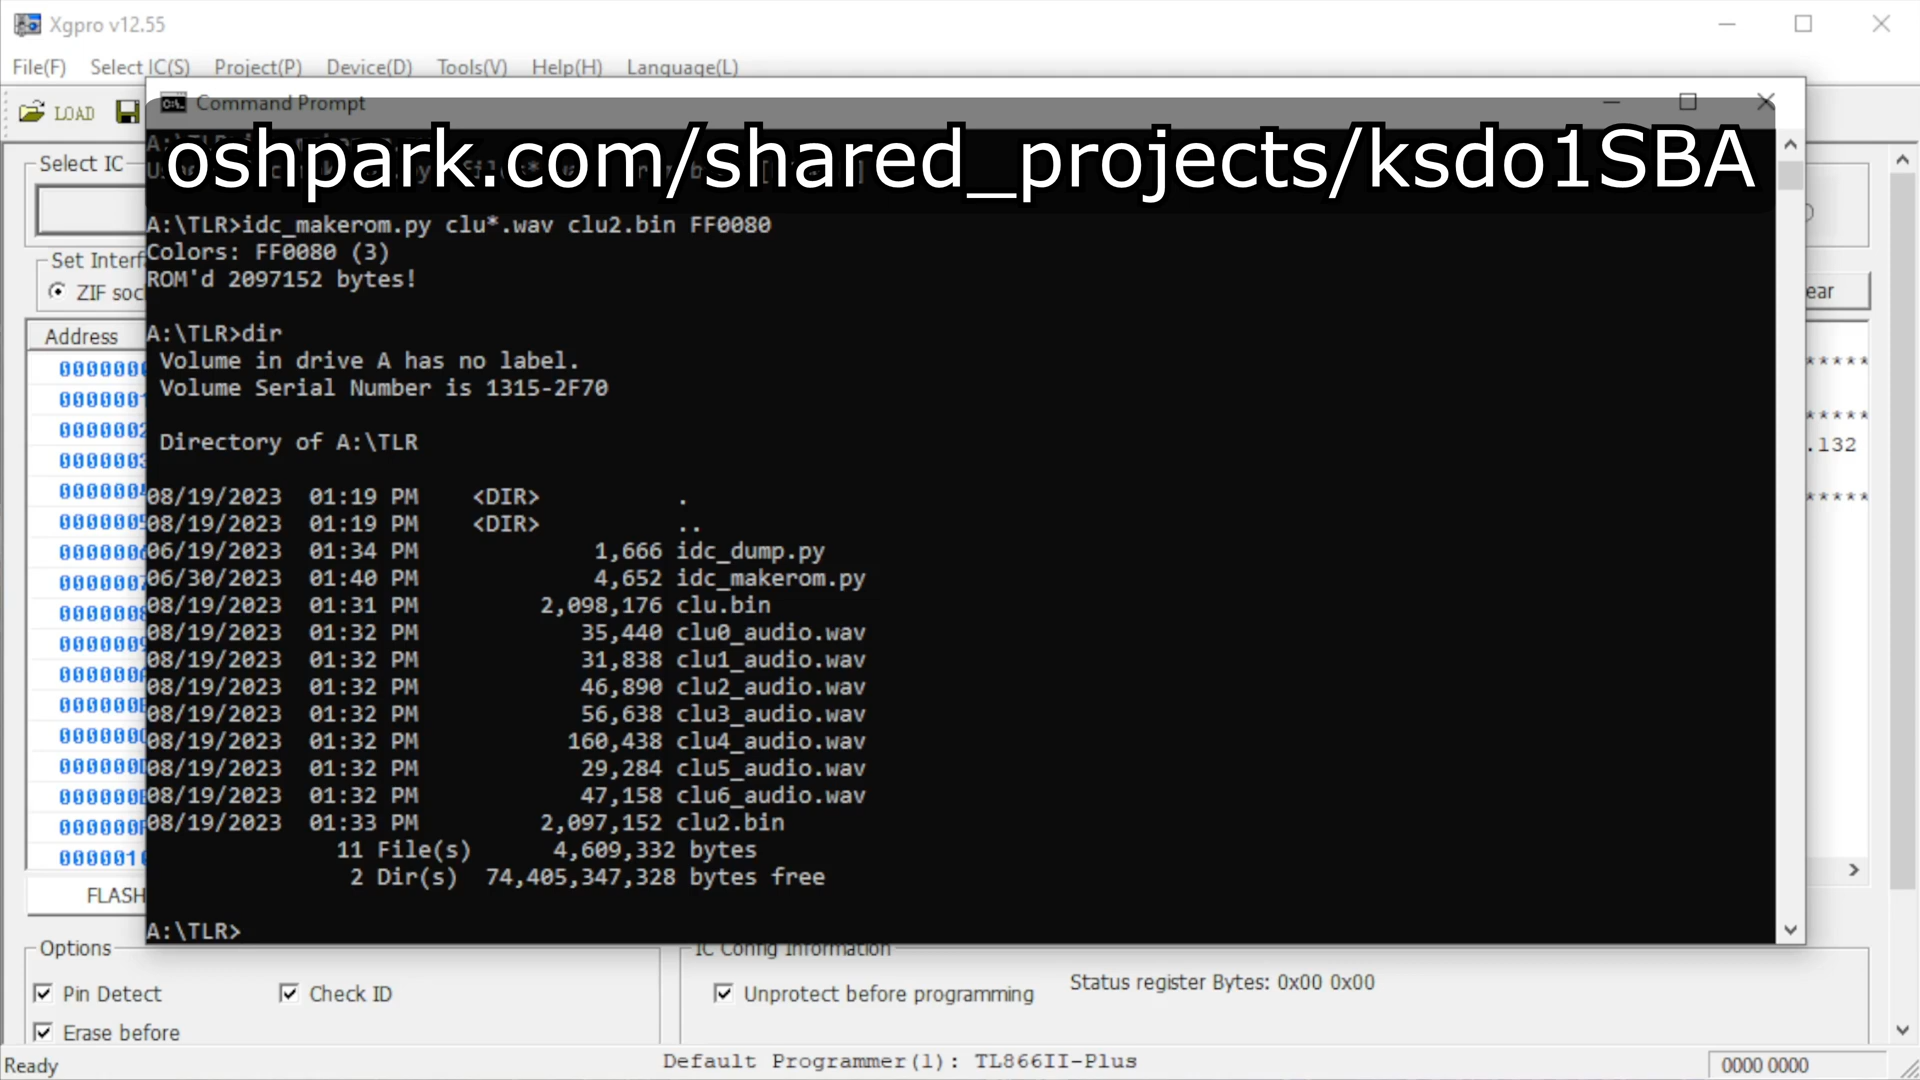 Xgpro v12.55
File(F) Select IC(S) Project(P) Device(D) Tools(V) Help(H) Language(L)
LOAD
Command Prompt
oshpark.com/shared_projects/ksdo1SBA
Select IC
A:\TLR>idc_makerom.py clu*.wav clu2.bin FF0080
Colors: FF0080 (3)
ROM'd 2097152 bytes!
Set Interf
ZIF soc
ear
A:\TLR>dir
Address
Volume in drive A has no label.
Volume Serial Number is 1315-2F70
Directory of A:\TLR
.132
08/19/2023 01:19 PM <DIR> .
08/19/2023 01:19 PM <DIR> ..
06/19/2023 01:34 PM 1,666 idc_dump.py
06/30/2023 01:40 PM 4,652 idc_makerom.py
08/19/2023 01:31 PM 2,098,176 clu.bin
08/19/2023 01:32 PM 35,440 clu0_audio.wav
08/19/2023 01:32 PM 31,838 clu1_audio.wav
08/19/2023 01:32 PM 46,890 clu2_audio.wav
08/19/2023 01:32 PM 56,638 clu3_audio.wav
08/19/2023 01:32 PM 160,438 clu4_audio.wav
08/19/2023 01:32 PM 29,284 clu5_audio.wav
08/19/2023 01:32 PM 47,158 clu6_audio.wav
08/19/2023 01:33 PM 2,097,152 clu2.bin
11 File(s) 4,609,332 bytes
2 Dir(s) 74,405,347,328 bytes free
FLASH
A:\TLR>
Options
IC Config Information
Pin Detect
Check ID
Unprotect before programming
Status register Bytes: 0x00 0x00
Erase before
Ready
Default Programmer(1): TL866II-Plus
0000 0000